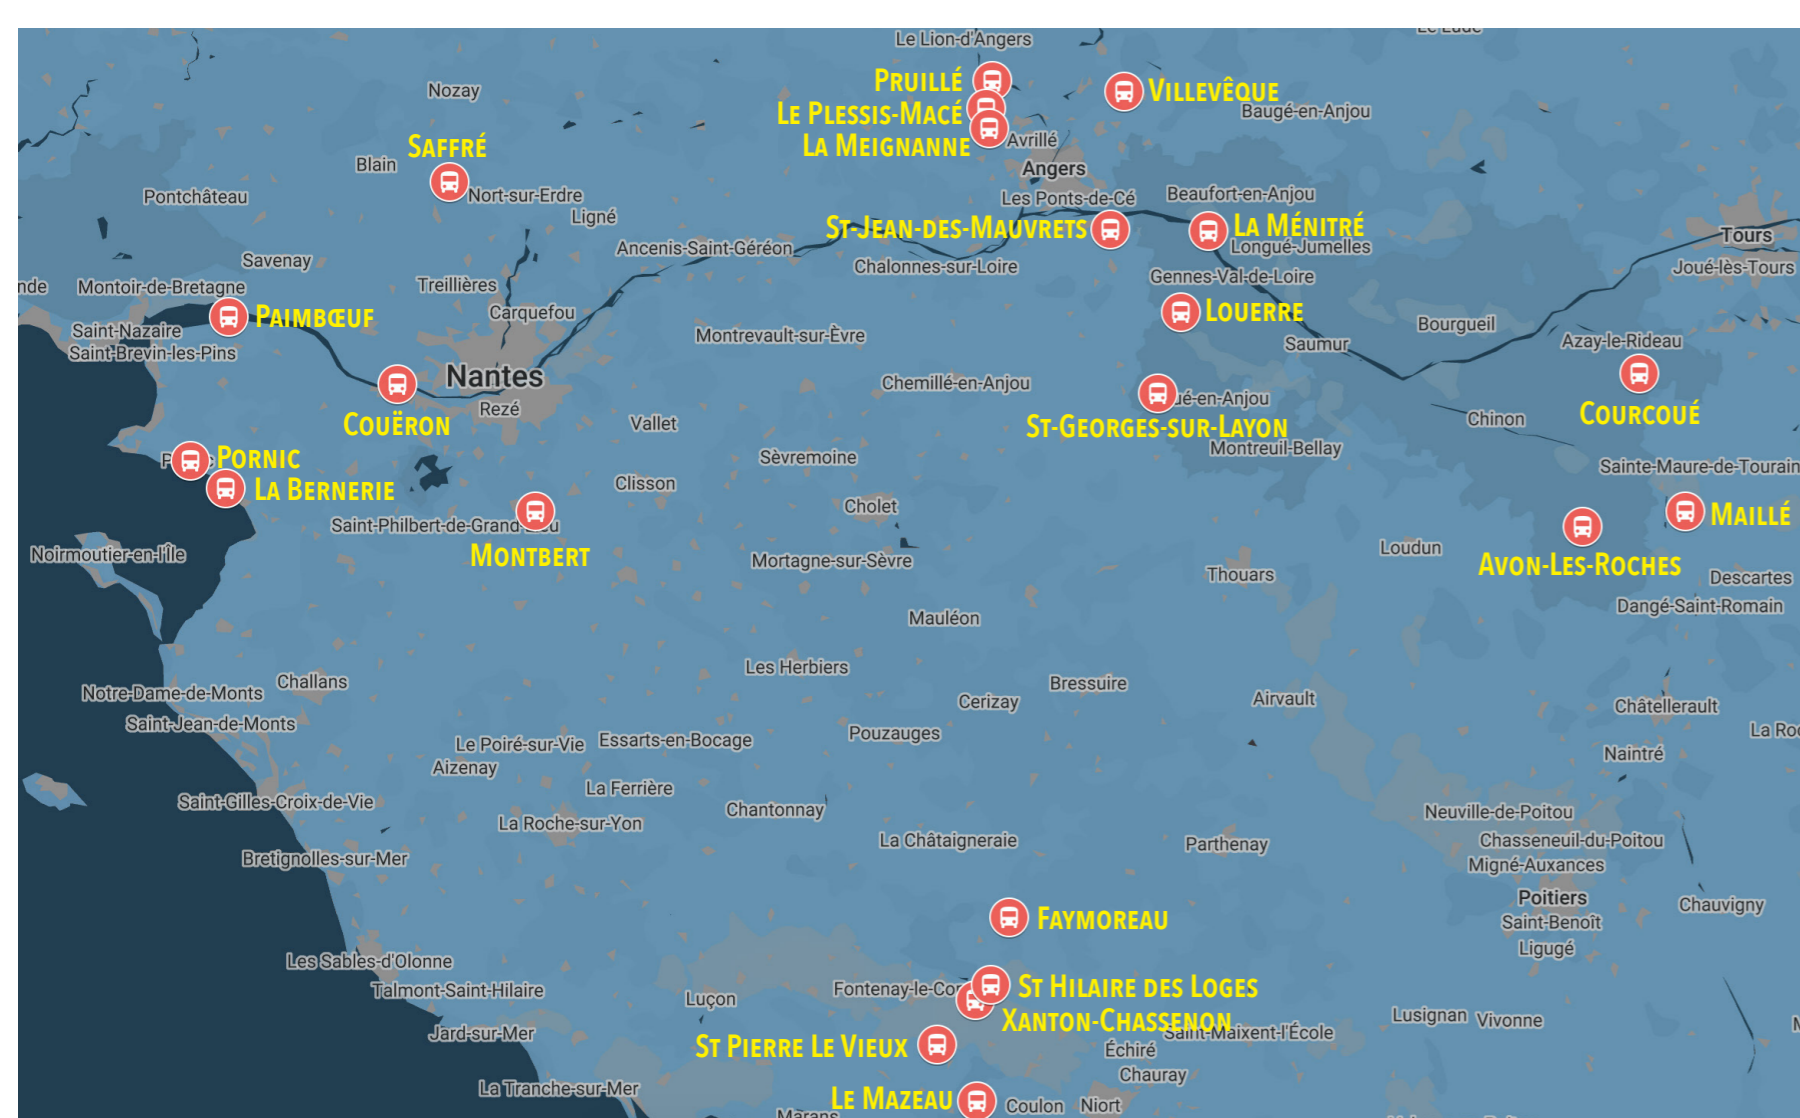 Le Lion-d'Angers
PRUILLÉ
VILLEVÊQUE
Nozay
LE PLESSIS-MACÉ
Baugé-en-Anjou
SAFFRÉ
LA MEIGNANNE
Avrillé
Blain
Angers
Pontchâteau
Nort-sur-Erdre
Les Ponts-de-Cé
Beaufort-en-Anjou
Ligné
ST-JEAN-DES-MAUVRETS
LA MÉNITRÉ
Tours
Ancenis-Saint-Géréon
Longué-Jumelles
Savenay
Chalonnes-sur-Loire
Joué-lès-Tours
Montoir-de-Bretagne
Treillières
Gennes-Val-de-Loire
PAIMBŒUF
Carquefou
LOUERRE
Saint-Nazaire
Montrevault-sur-Èvre
Bourgueil
Saint-Brevin-les-Pins
Saumur
Azay-le-Rideau
Nantes
Chemillé-en-Anjou
Rezé
COUËRON
Vallet
ST-GEORGES-SUR-LAYON
Chinon
COURCOUÉ
Montreuil-Bellay
PORNIC
Sèvremoine
Sainte-Maure-de-Tourain
LA BERNERIE
Clisson
Cholet
MAILLÉ
MONTBERT
Noirmoutier-en-l'Île
Mortagne-sur-Sèvre
Loudun
AVON-LES-ROCHES
Thouars
Descartes
Dangé-Saint-Romain
Mauléon
Les Herbiers
Challans
Bressuire
Notre-Dame-de-Monts
Cerizay
Airvault
Châtellerault
Saint-Jean-de-Monts
Pouzauges
Le Poiré-sur-Vie
Essarts-en-Bocage
Naintré
Aizenay
La Ferrière
Saint-Gilles-Croix-de-Vie
Chantonnay
Neuville-de-Poitou
La Roche-sur-Yon
La Châtaigneraie
Parthenay
Chasseneuil-du-Poitou
Bretignolles-sur-Mer
Migné-Auxances
Poitiers
Chauvigny
FAYMOREAU
Saint-Benoît
Ligugé
Les Sables-d'Olonne
Talmont-Saint-Hilaire
Luçon
ST HILAIRE DES LOGES
XANTON-CHASSENON
Lusignan
Vivonne
Jard-sur-Mer
Saint-Maixent-l'École
ST PIERRE LE VIEUX
Échiré
Chauray
La Tranche-sur-Mer
LE MAZEAU
Coulon
Niort